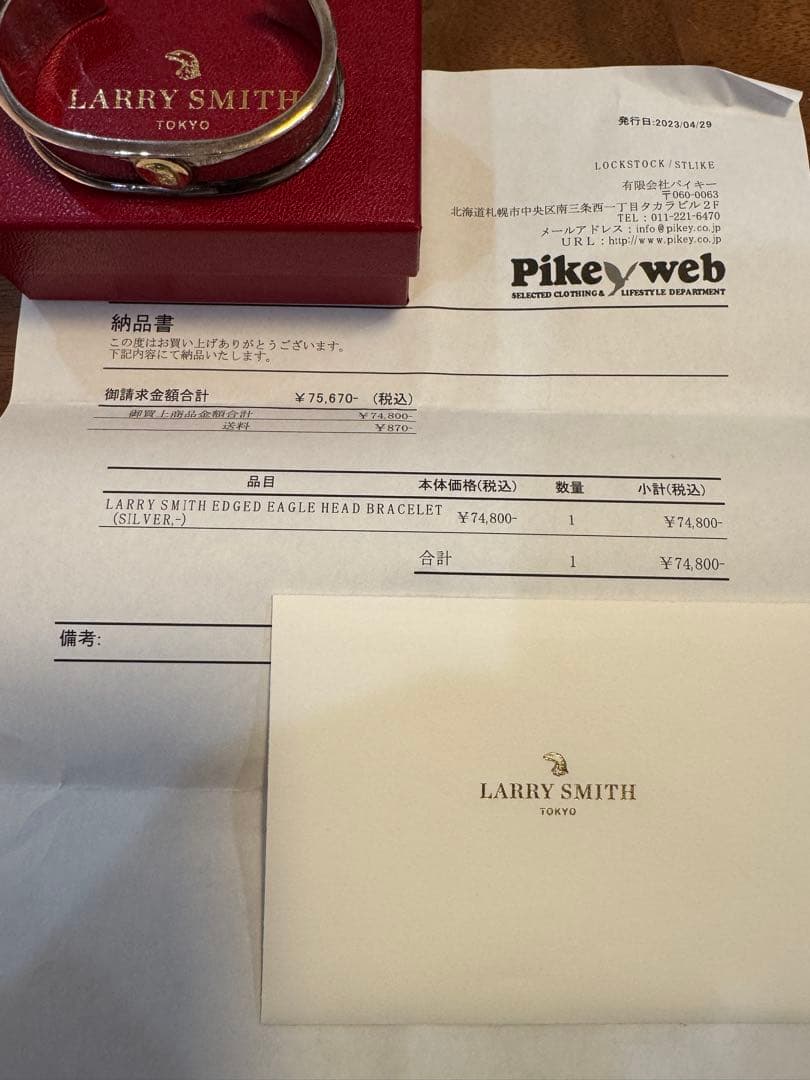 LARRY SMITH
TOKYO
発行日:2023/04/29
LOCKSTOCK/STLIKE
有限会社パイキー
〒060-0063
北海道札幌市中央区南三条西一丁目タカラビル2F
TEL:011-221-6470
メールアドレス:info@pikey.co.jp
URL:http://www.pikey.co.jp
Pikeyweb
SELECTED CLOTHING & LIFESTYLE DEPARTMENT
納品書
この度はお買い上げありがとうございます。
下記内容にて納品いたします。
御請求金額合計 ¥75,670- (税込)
御買上商品金額合計 ¥74,800-
送料 ¥870-
品目 本体価格(税込) 数量 小計(税込)
LARRY SMITH EDGED EAGLE HEAD BRACELET
(SILVER,-) ¥74,800- 1 ¥74,800-
合計 1 ¥74,800-
備考:
LARRY SMITH
TOKYO